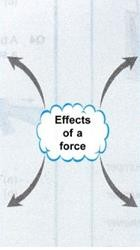 Effects
of a
force